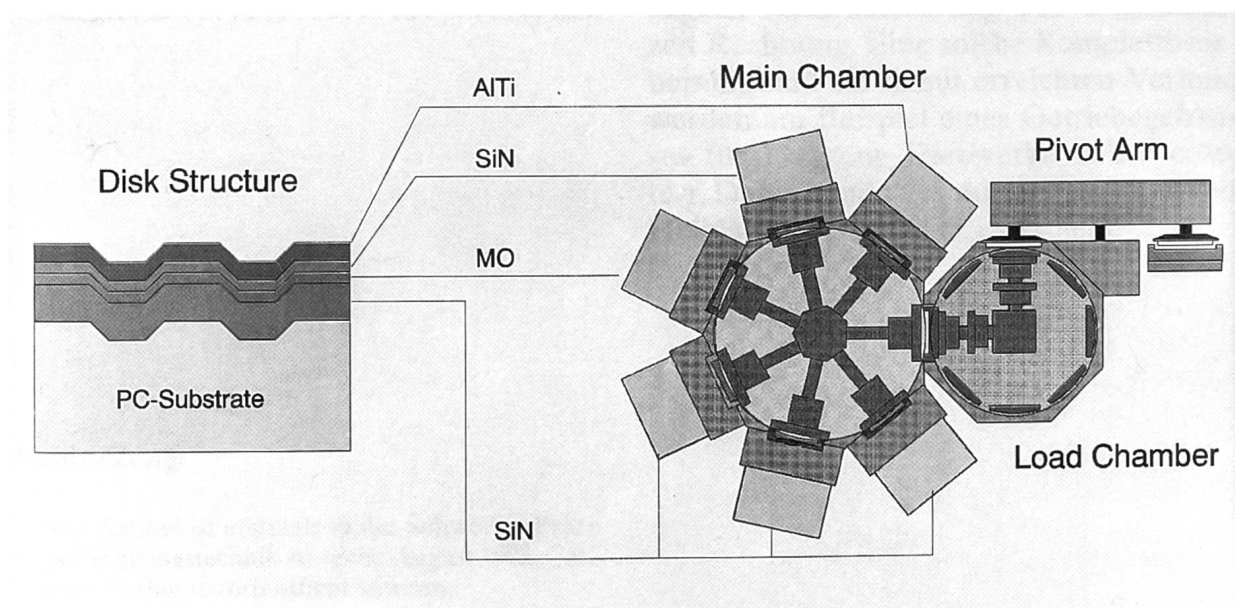 AlTi
Main Chamber
SiN
Pivot Arm
Disk Structure
MO
PC-Substrate
Load Chamber
SiN